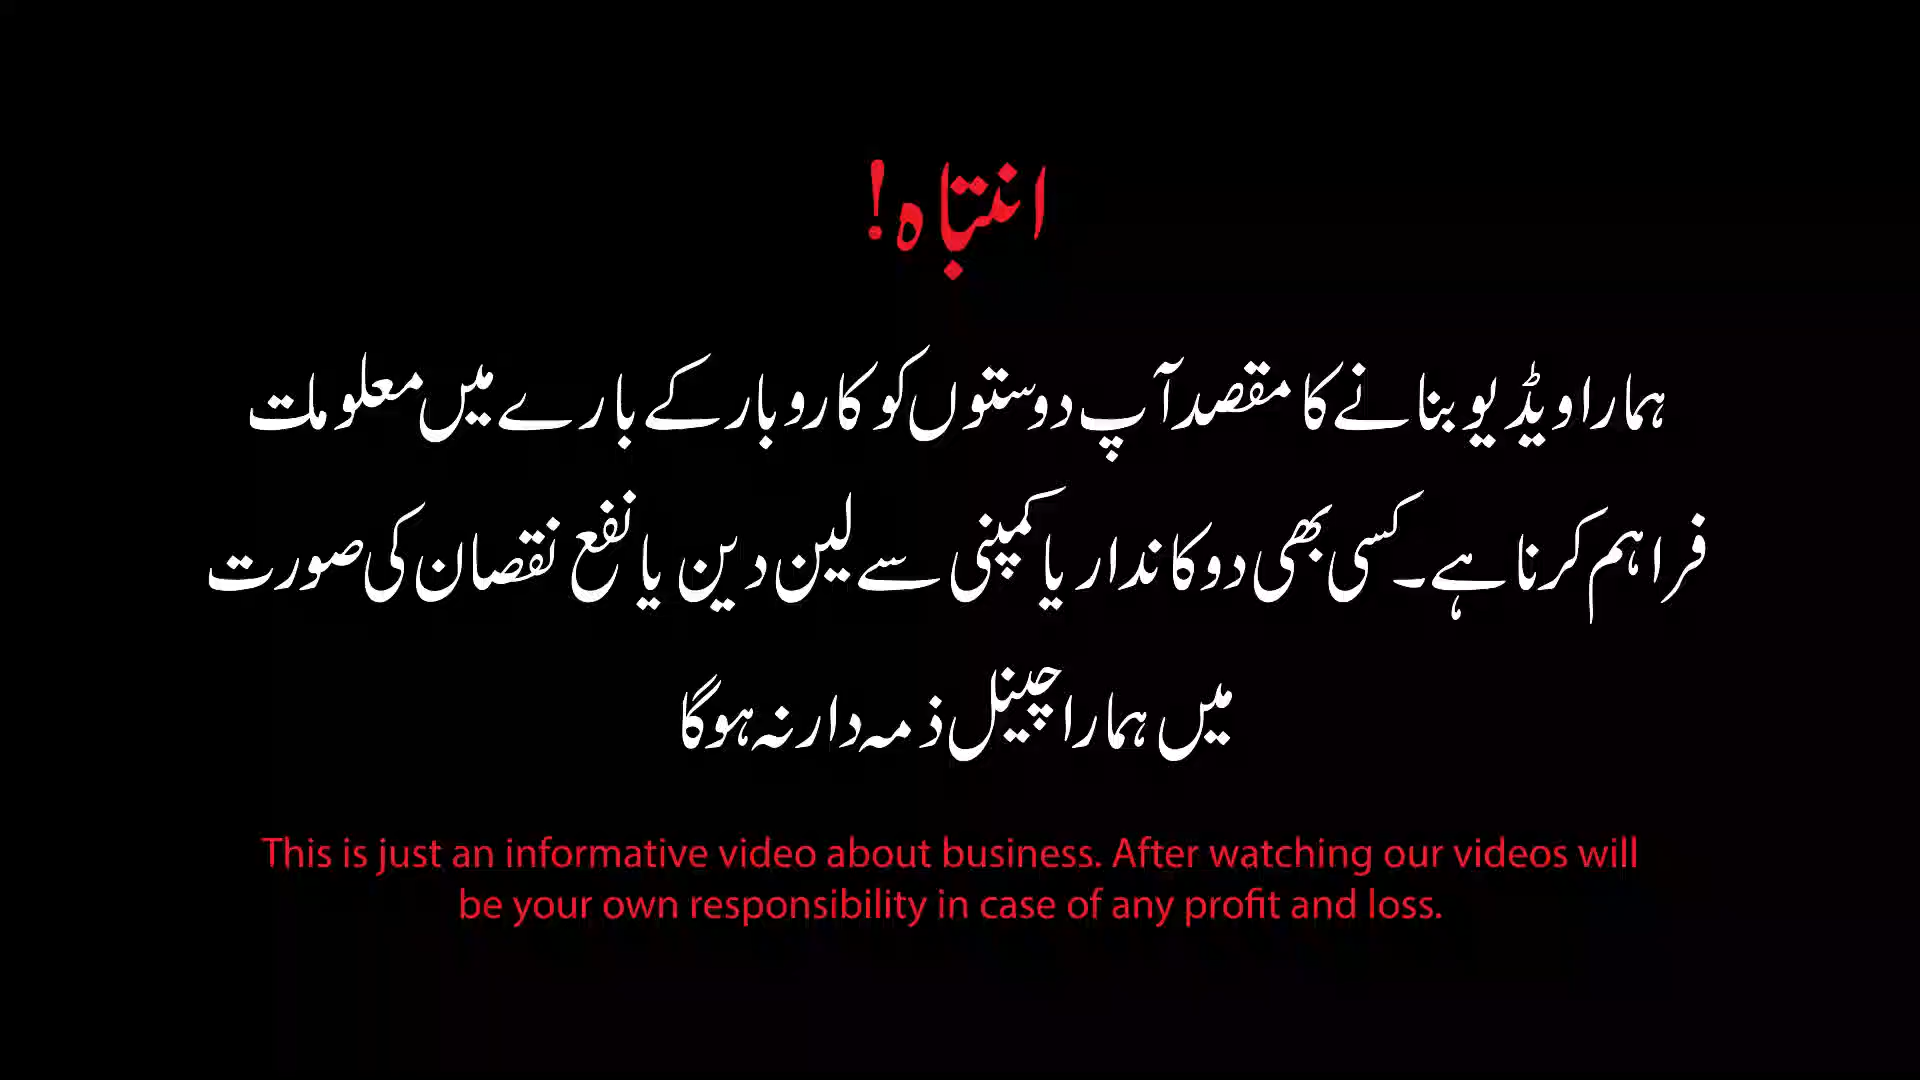 انتباہ!
ہمارا ویڈیو بنانے کا مقصد آپ دوستوں کو کاروبار کے بارے میں معلومات
فراہم کرنا ہے۔ کسی بھی دوکاندار یا کمپنی سے لین دین یا نفع نقصان کی صورت
میں ہمارا چینل ذمہ دار نہ ہوگا
This is just an informative video about business. After watching our videos will
be your own responsibility in case of any profit and loss.